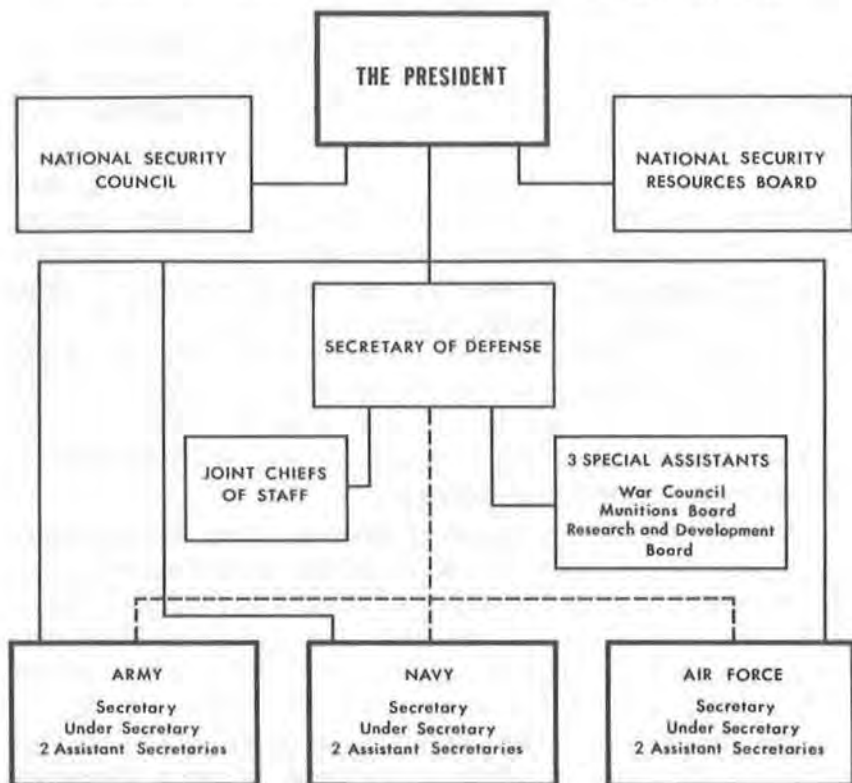 THE PRESIDENT
NATIONAL SECURITY
COUNCIL
NATIONAL SECURITY
RESOURCES BOARD
SECRETARY OF DEFENSE
JOINT CHIEFS
OF STAFF
3 SPECIAL ASSISTANTS
War Council
Munitions Board
Research and Development
Board
ARMY
Secretary
Under Secretary
2 Assistant Secretaries
NAVY
Secretary
Under Secretary
2 Assistant Secretaries
AIR FORCE
Secretary
Under Secretary
2 Assistant Secretaries